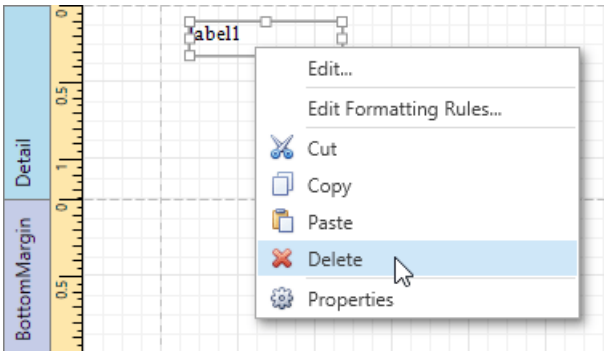 label1
Edit...
Edit Formatting Rules...
Cut
Copy
Paste
Delete
Properties
Detail
0
0.5
1
BottomMargin
0
0.5